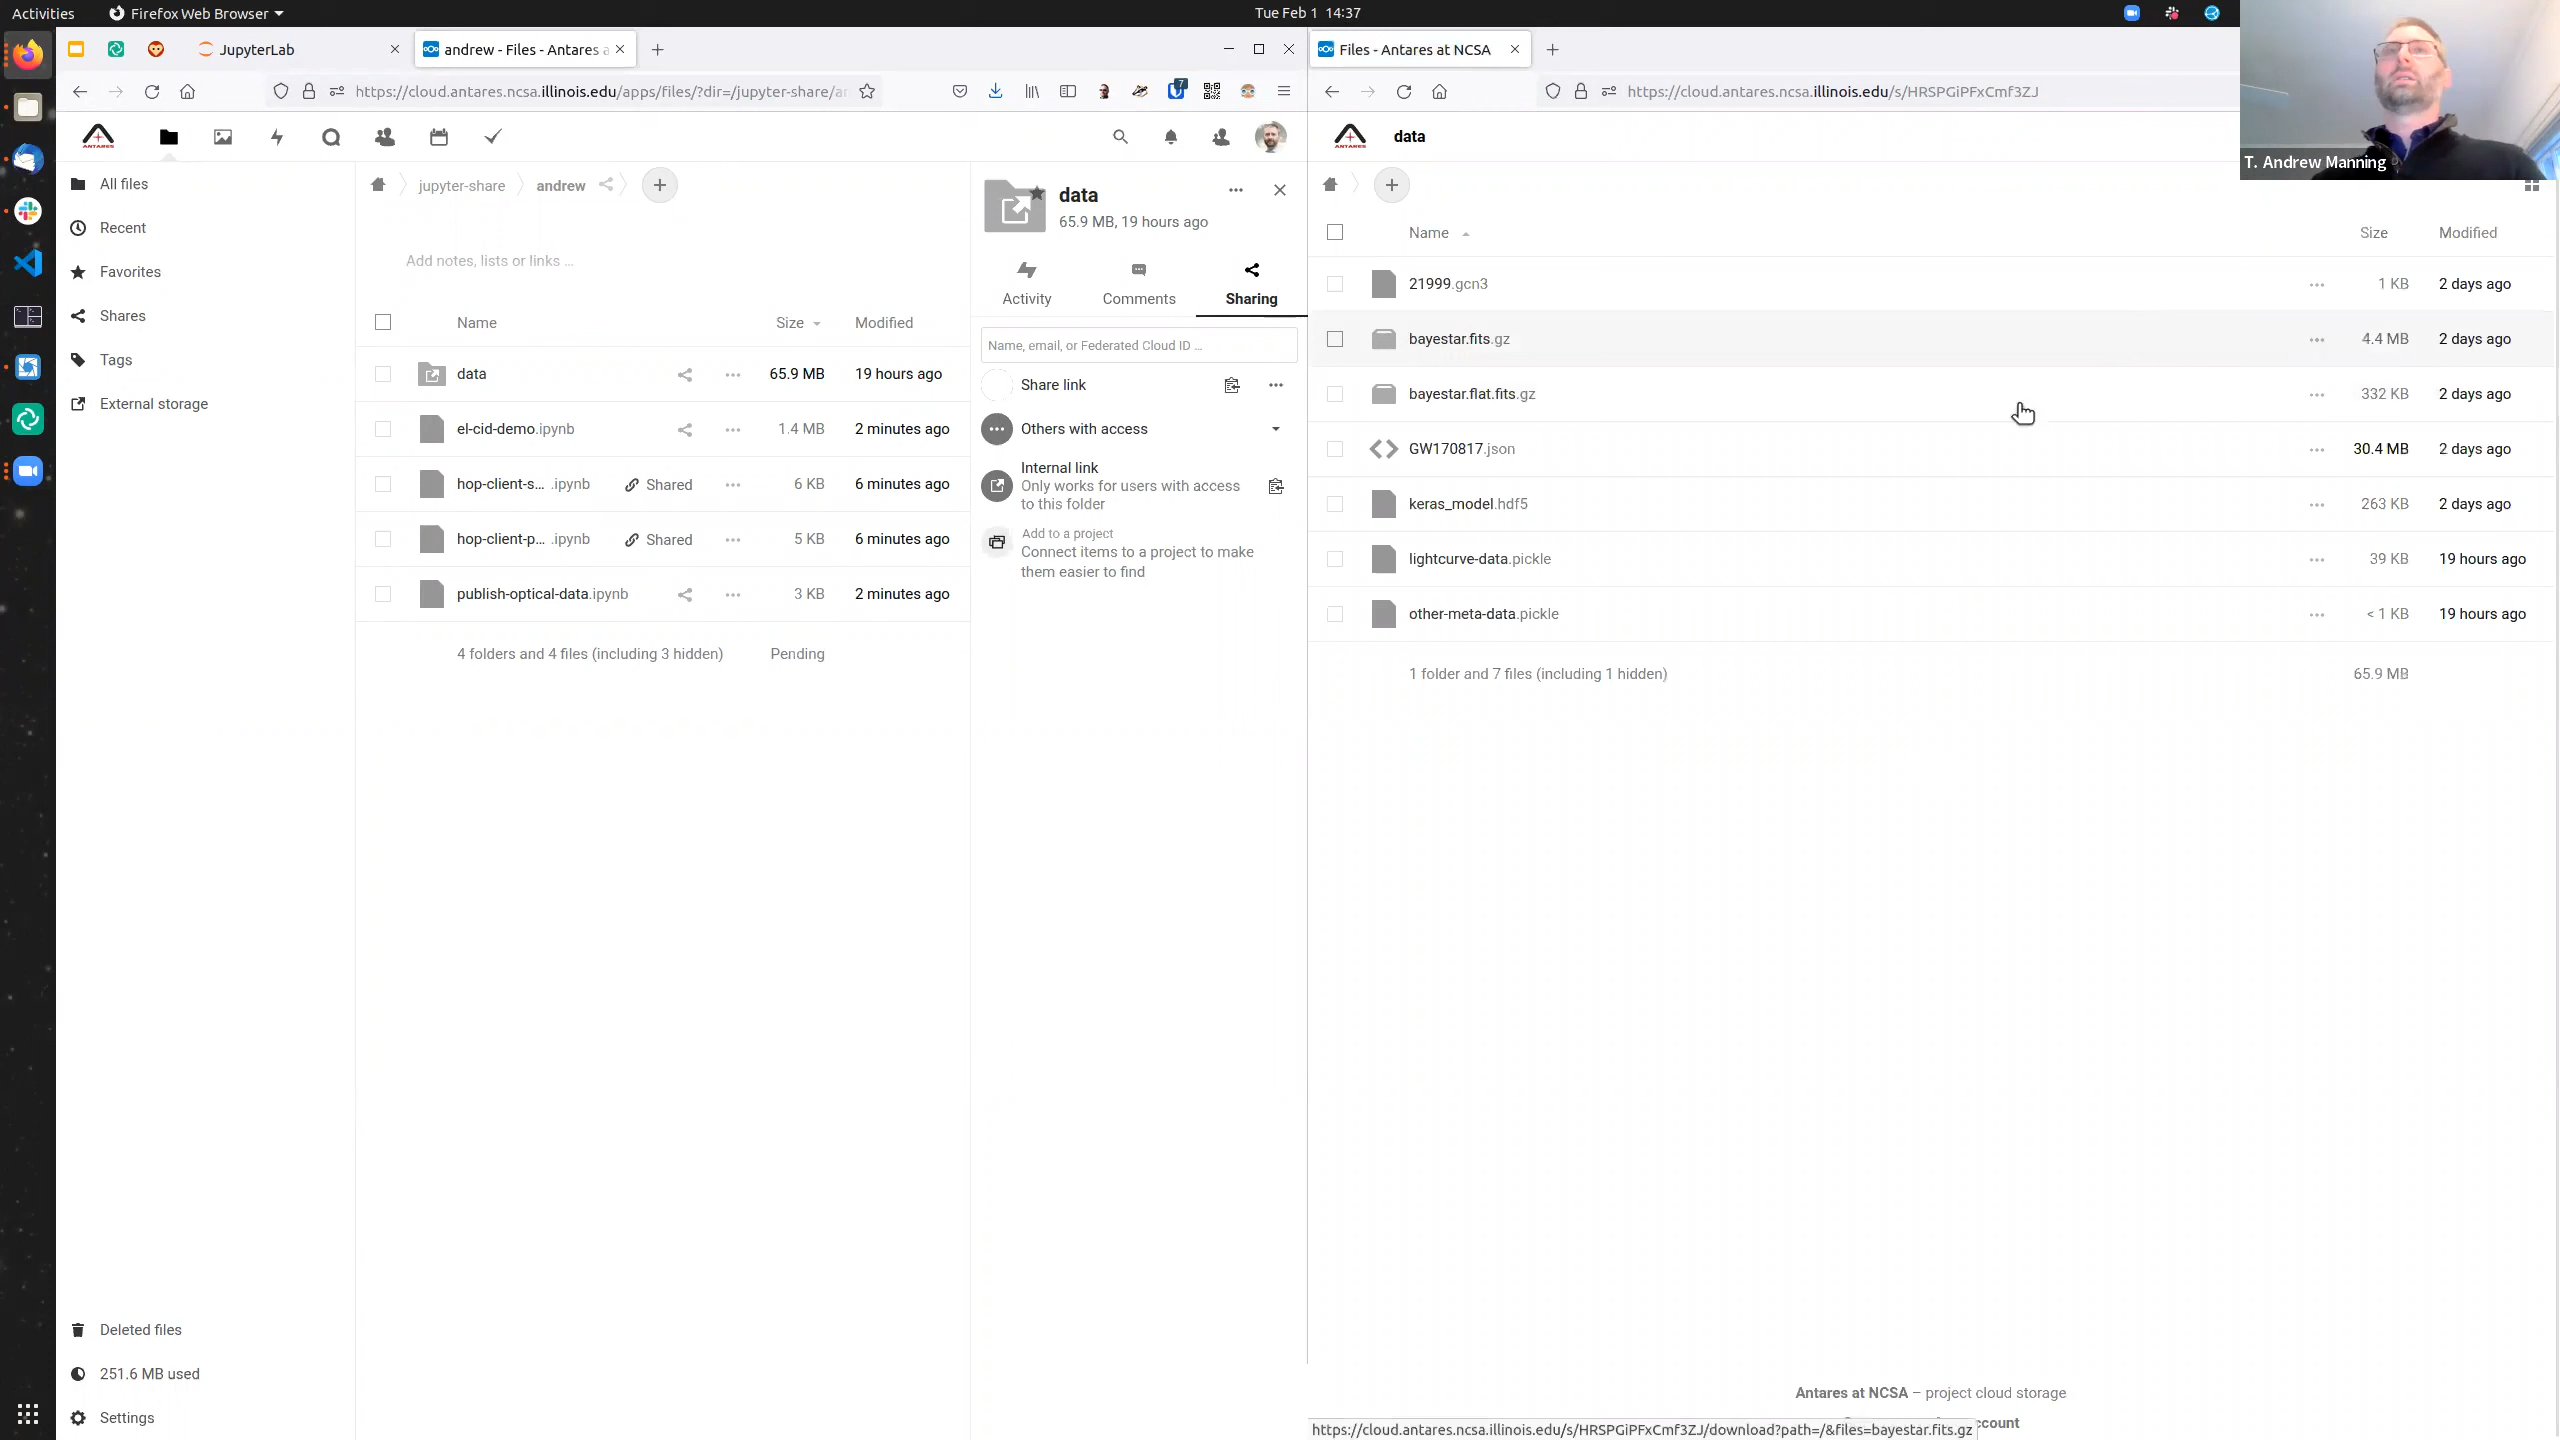 Activities
Firefox Web Browser
Tue Feb 1 14:37
JupyterLab
andrew - Files - Antares a
https://cloud.antares.ncsa.illinois.edu/apps/files/?dir=/jupyter-share/ar
7
ANTARES
All files
Recent
Favorites
Shares
Tags
External storage
Deleted files
251.6 MB used
Settings
jupyter-share
andrew
Add notes, lists or links ...
Name
Size
Modified
data
65.9 MB
19 hours ago
el-cid-demo.ipynb
1.4 MB
2 minutes ago
hop-client-s... .ipynb
Shared
6 KB
6 minutes ago
hop-client-p... .ipynb
Shared
5 KB
6 minutes ago
publish-optical-data.ipynb
3 KB
2 minutes ago
4 folders and 4 files (including 3 hidden)
Pending
data
65.9 MB, 19 hours ago
Activity
Comments
Sharing
Name, email, or Federated Cloud ID ...
Share link
Others with access
Internal link
Only works for users with access
to this folder
Add to a project
Connect items to a project to make
them easier to find
Files - Antares at NCSA
https://cloud.antares.ncsa.illinois.edu/s/HRSPGiPFxCmf3ZJ
ANTARES
data
T. Andrew Manning
Name
Size
Modified
21999.gcn3
1 KB
2 days ago
bayestar.fits.gz
4.4 MB
2 days ago
bayestar.flat.fits.gz
332 KB
2 days ago
GW170817.json
30.4 MB
2 days ago
keras_model.hdf5
263 KB
2 days ago
lightcurve-data.pickle
39 KB
19 hours ago
other-meta-data.pickle
< 1 KB
19 hours ago
1 folder and 7 files (including 1 hidden)
65.9 MB
Antares at NCSA – project cloud storage
ccount
https://cloud.antares.ncsa.illinois.edu/s/HRSPGiPFxCmf3ZJ/download?path=/&files=bayestar.fits.gz